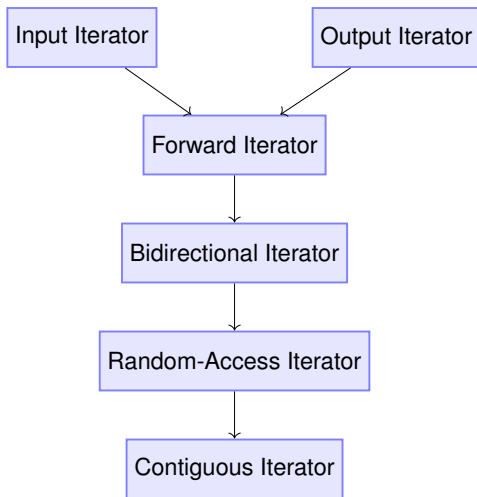 Input Iterator
Output Iterator
Forward Iterator
Bidirectional Iterator
Random-Access Iterator
Contiguous Iterator